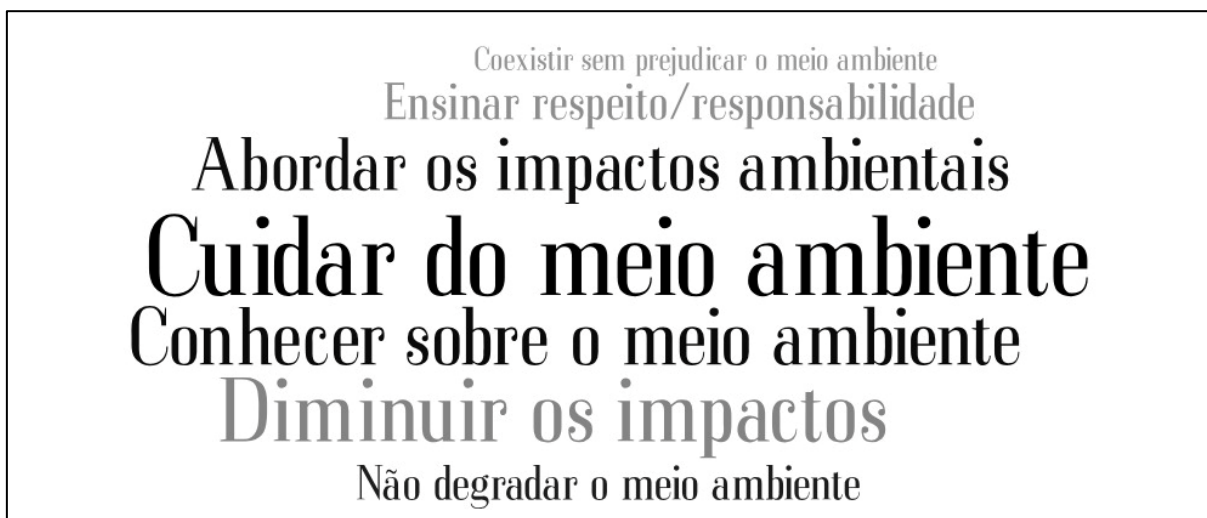 Coexistir sem prejudicar o meio ambiente
Ensinar respeito/responsabilidade
Abordar os impactos ambientais
Cuidar do meio ambiente
Conhecer sobre o meio ambiente
Diminuir os impactos
Não degradar o meio ambiente